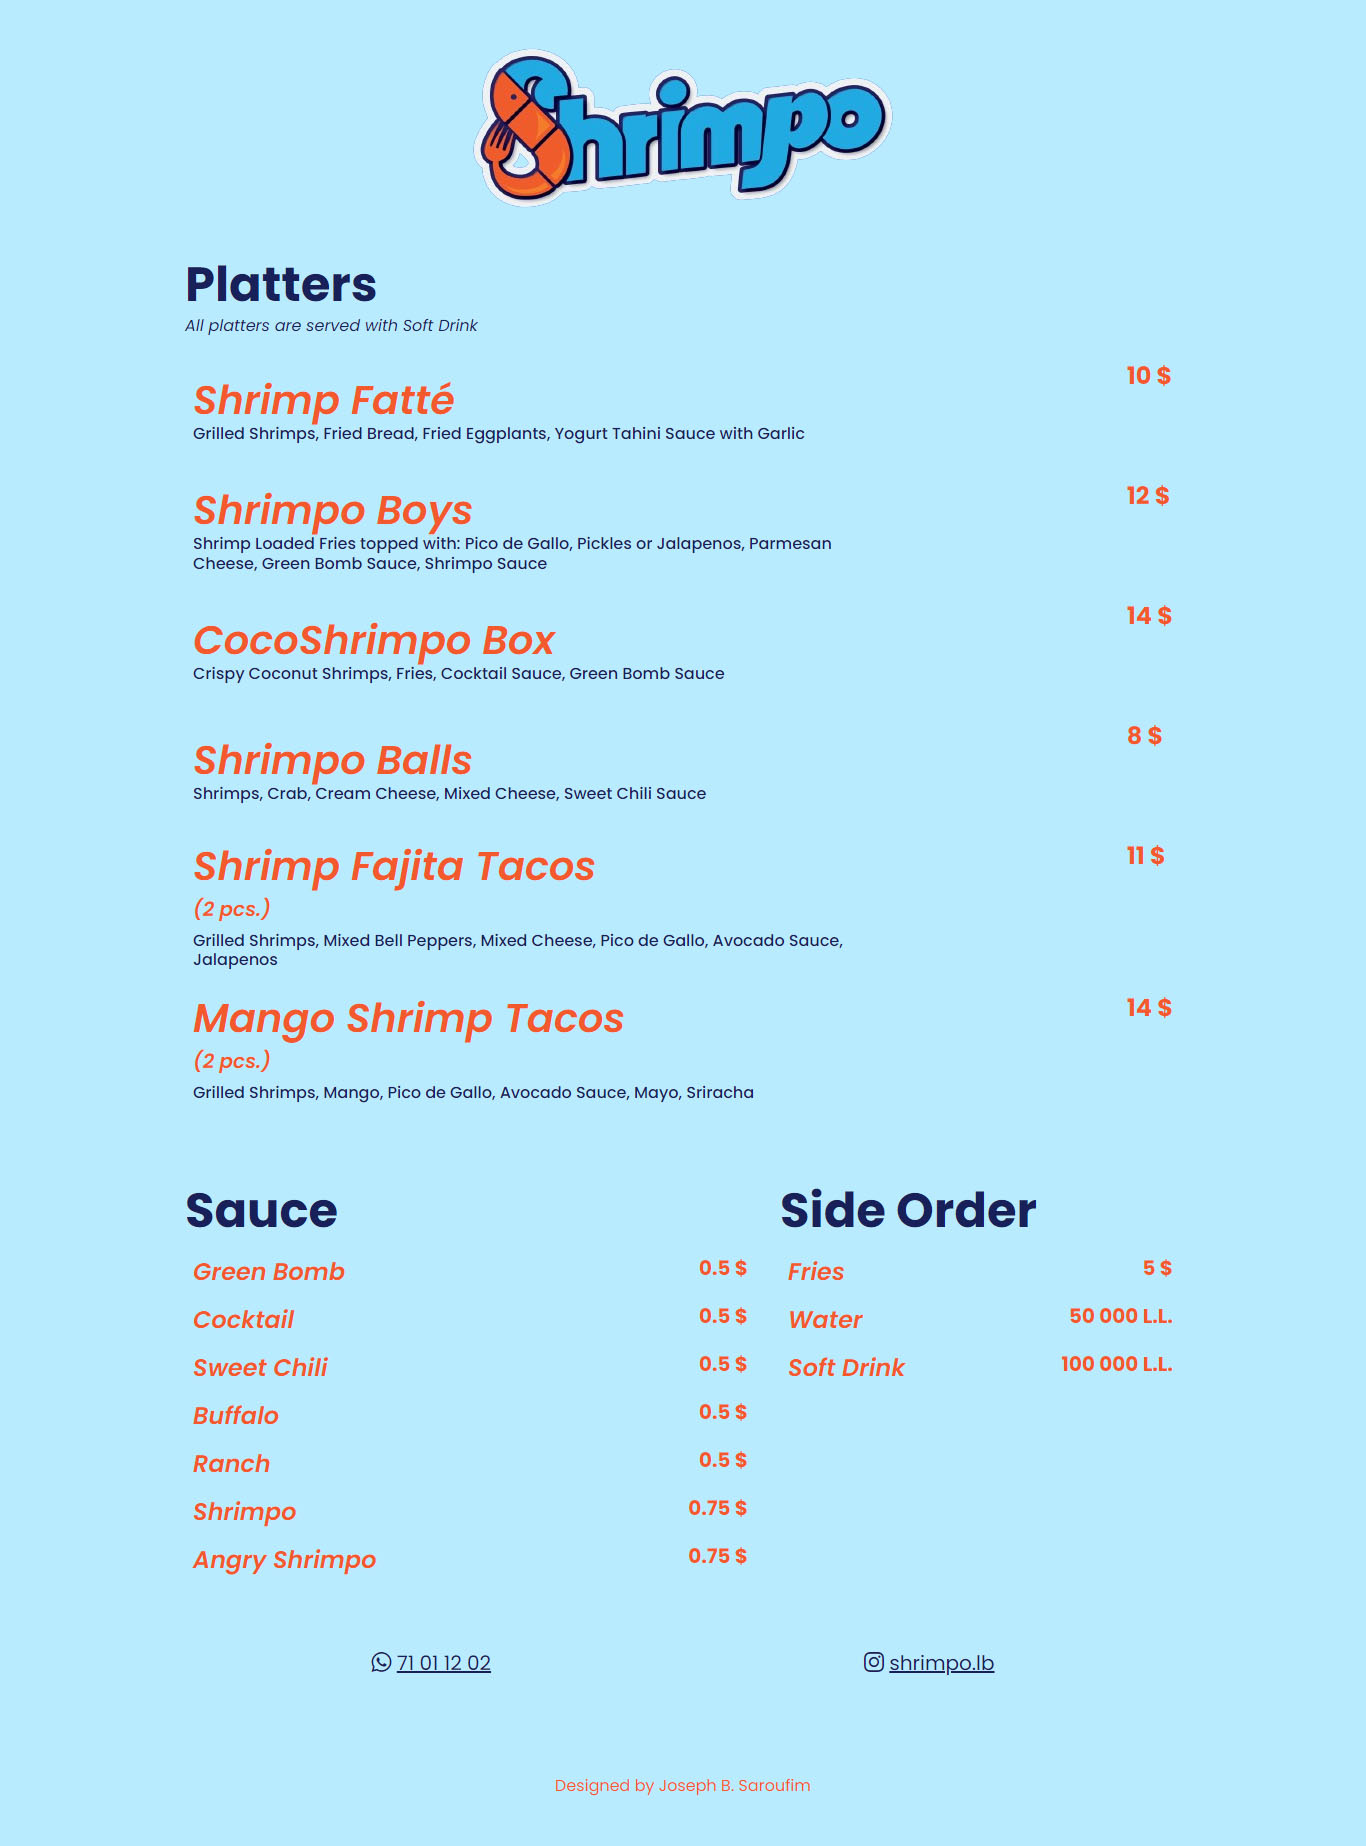 Shrimpo
Platters
All platters are served with Soft Drink
Shrimp Fatté
10 $
Grilled Shrimps, Fried Bread, Fried Eggplants, Yogurt Tahini Sauce with Garlic
Shrimpo Boys
12 $
Shrimp Loaded Fries topped with: Pico de Gallo, Pickles or Jalapenos, Parmesan
Cheese, Green Bomb Sauce, Shrimpo Sauce
CocoShrimpo Box
14 $
Crispy Coconut Shrimps, Fries, Cocktail Sauce, Green Bomb Sauce
Shrimpo Balls
8 $
Shrimps, Crab, Cream Cheese, Mixed Cheese, Sweet Chili Sauce
Shrimp Fajita Tacos
11 $
(2 pcs.)
Grilled Shrimps, Mixed Bell Peppers, Mixed Cheese, Pico de Gallo, Avocado Sauce,
Jalapenos
Mango Shrimp Tacos
14 $
(2 pcs.)
Grilled Shrimps, Mango, Pico de Gallo, Avocado Sauce, Mayo, Sriracha
Sauce
Green Bomb 0.5 $
Cocktail 0.5 $
Sweet Chili 0.5 $
Buffalo 0.5 $
Ranch 0.5 $
Shrimpo 0.75 $
Angry Shrimpo 0.75 $
Side Order
Fries 5 $
Water 50 000 L.L.
Soft Drink 100 000 L.L.
71 01 12 02
shrimpo.lb
Designed by Joseph B. Saroufim